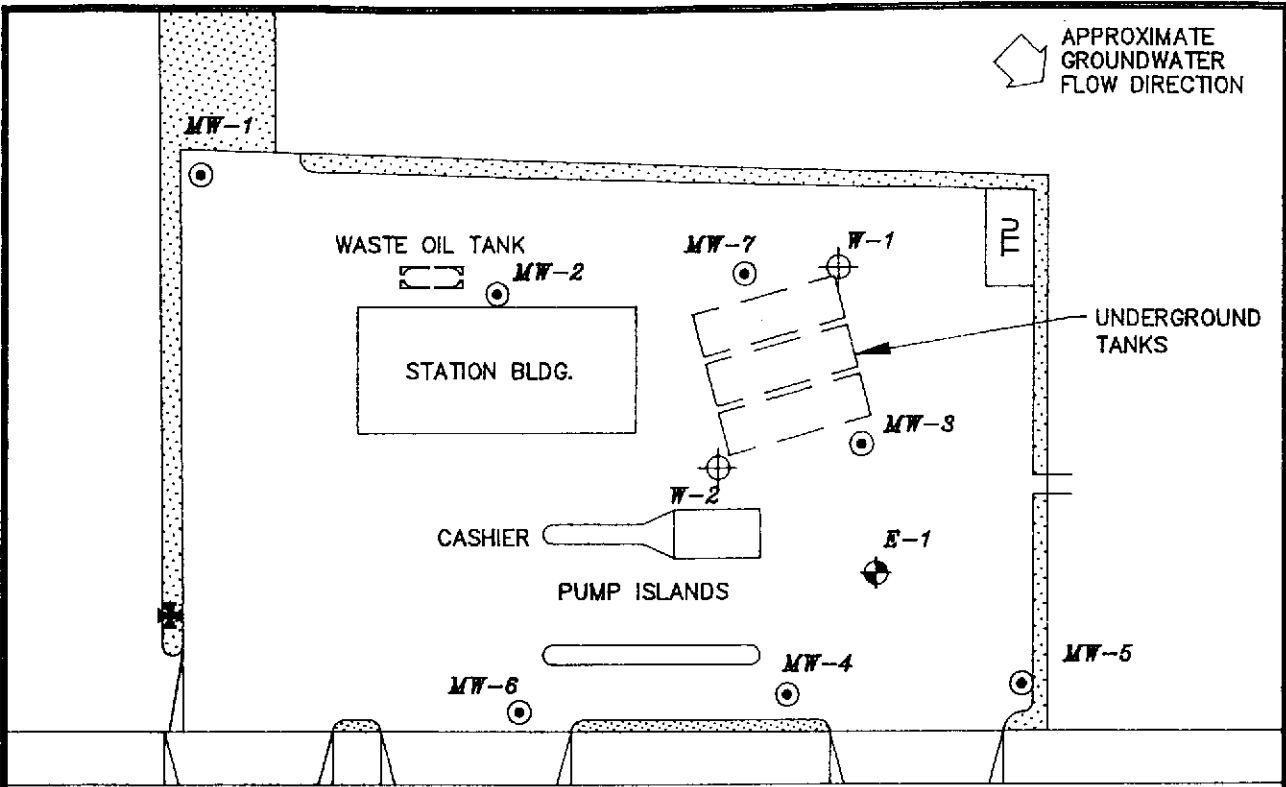 APPROXIMATE
GROUNDWATER
FLOW DIRECTION
MW-1
WASTE OIL TANK
MW-2
MW-7
W-1
UNDERGROUND
TANKS
STATION BLDG.
MW-3
W-2
CASHIER
E-1
PUMP ISLANDS
MW-5
MW-4
MW-6